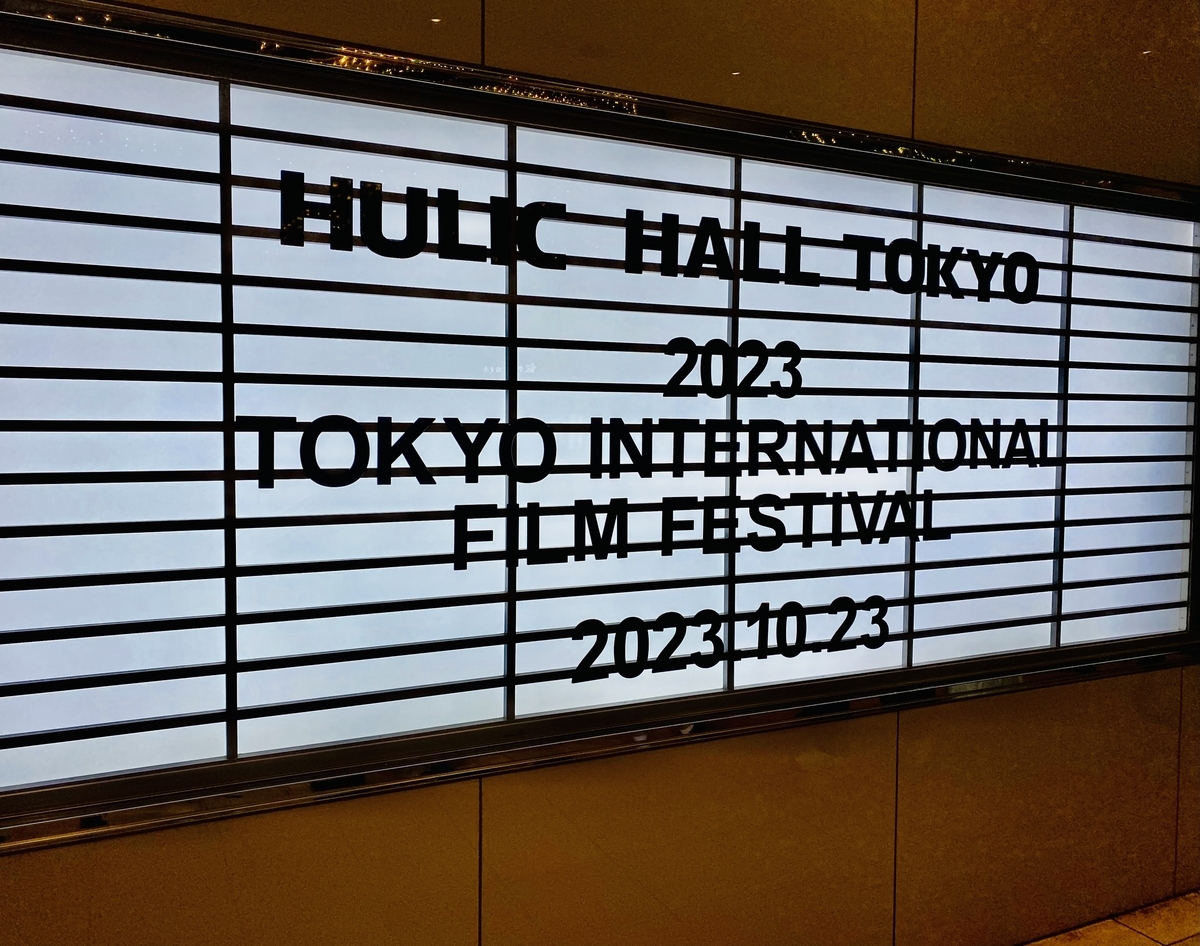 HULIC HALL TOKYO
2023
TOKYO INTERNATIONAL
FILM FESTIVAL
2023.10.23